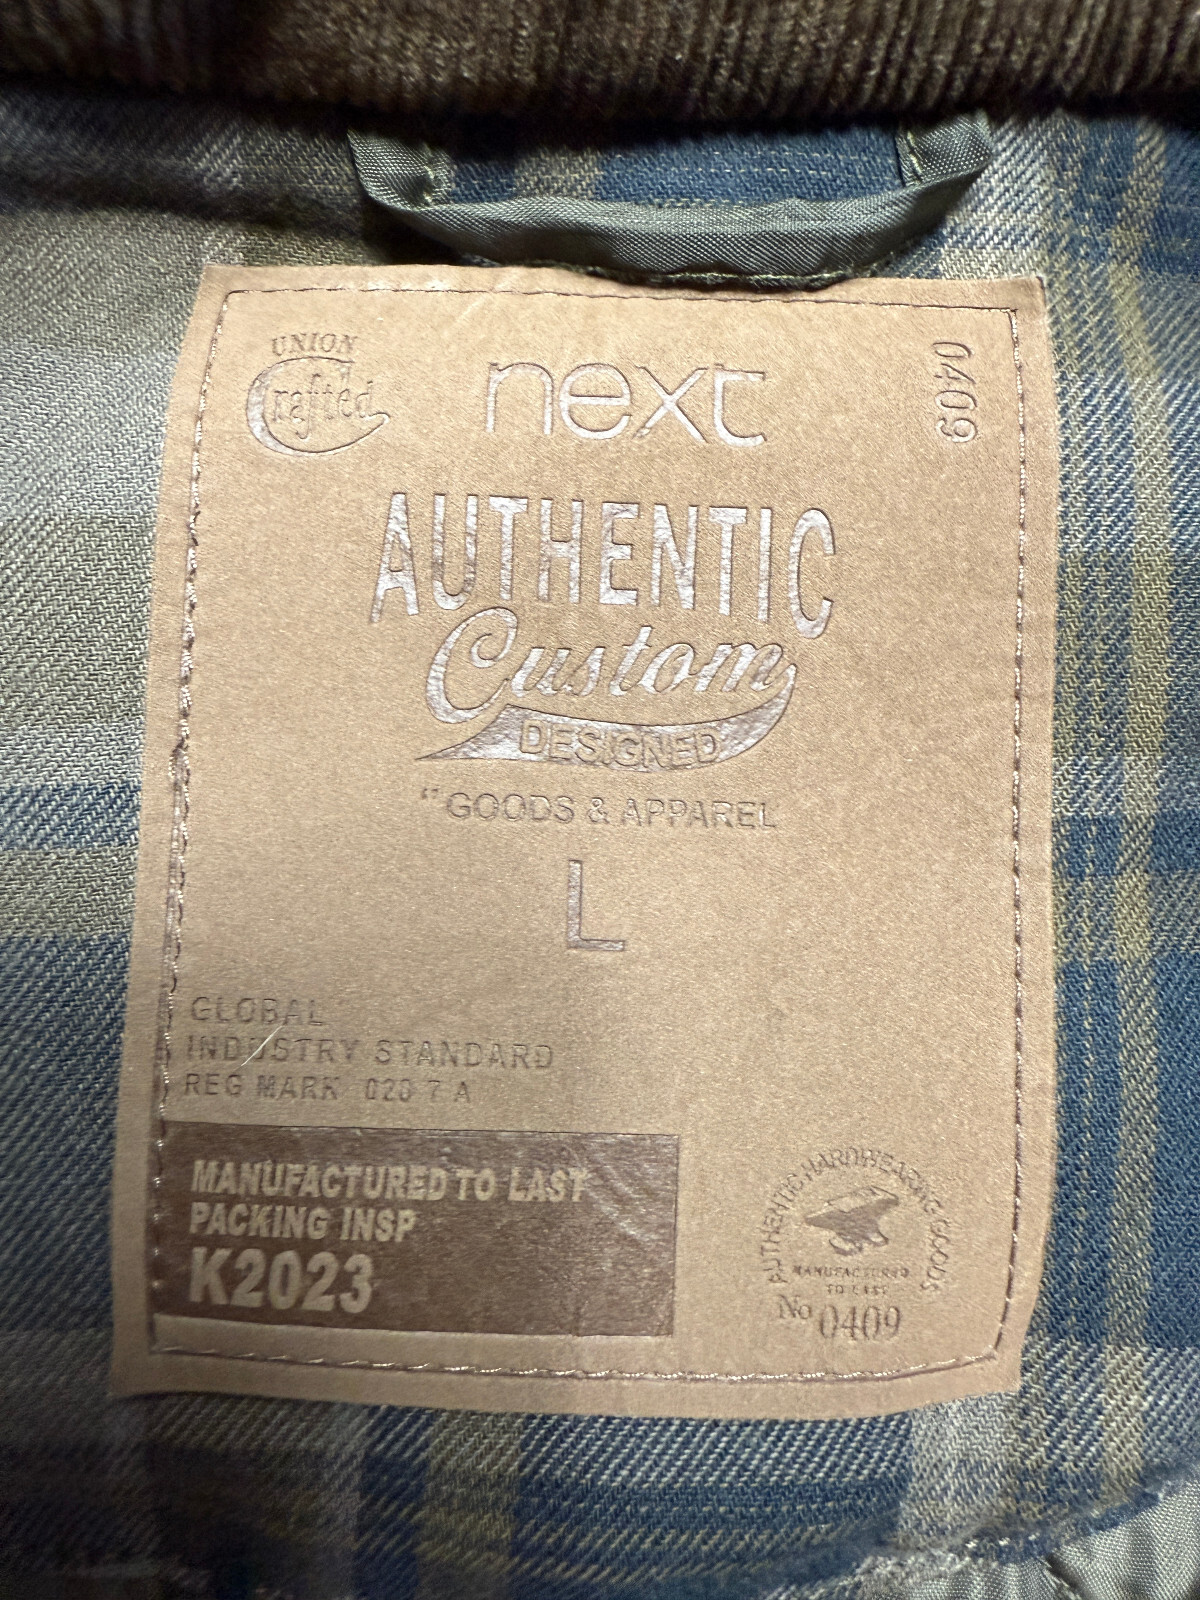 UNION
Crafted
next
0409
AUTHENTIC
Custom
DESIGNED
"GOODS & APPAREL
L
GLOBAL
INDUSTRY STANDARD
REG MARK 020 7 A
MANUFACTURED TO LAST
PACKING INSP
K2023
AUTHENTIC HARDWEARING GOODS
MANUFACTURED
TO LAST
No 0409